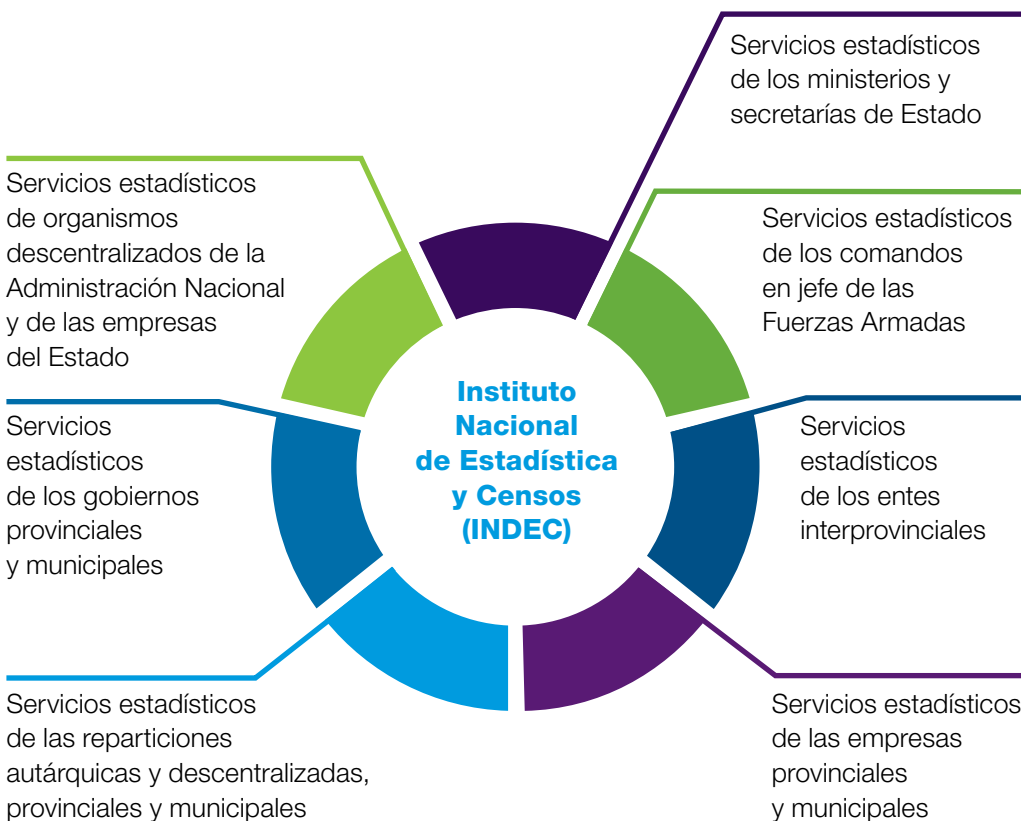 Servicios estadísticos
de los ministerios y
secretarías de Estado
Servicios estadísticos
de organismos
descentralizados de la
Administración Nacional
y de las empresas
del Estado
Servicios estadísticos
de los comandos
en jefe de las
Fuerzas Armadas
Instituto
Nacional
de Estadística
y Censos
(INDEC)
Servicios
estadísticos
de los gobiernos
provinciales
y municipales
Servicios
estadísticos
de los entes
interprovinciales
Servicios estadísticos
de las reparticiones
autárquicas y descentralizadas,
provinciales y municipales
Servicios estadísticos
de las empresas
provinciales
y municipales